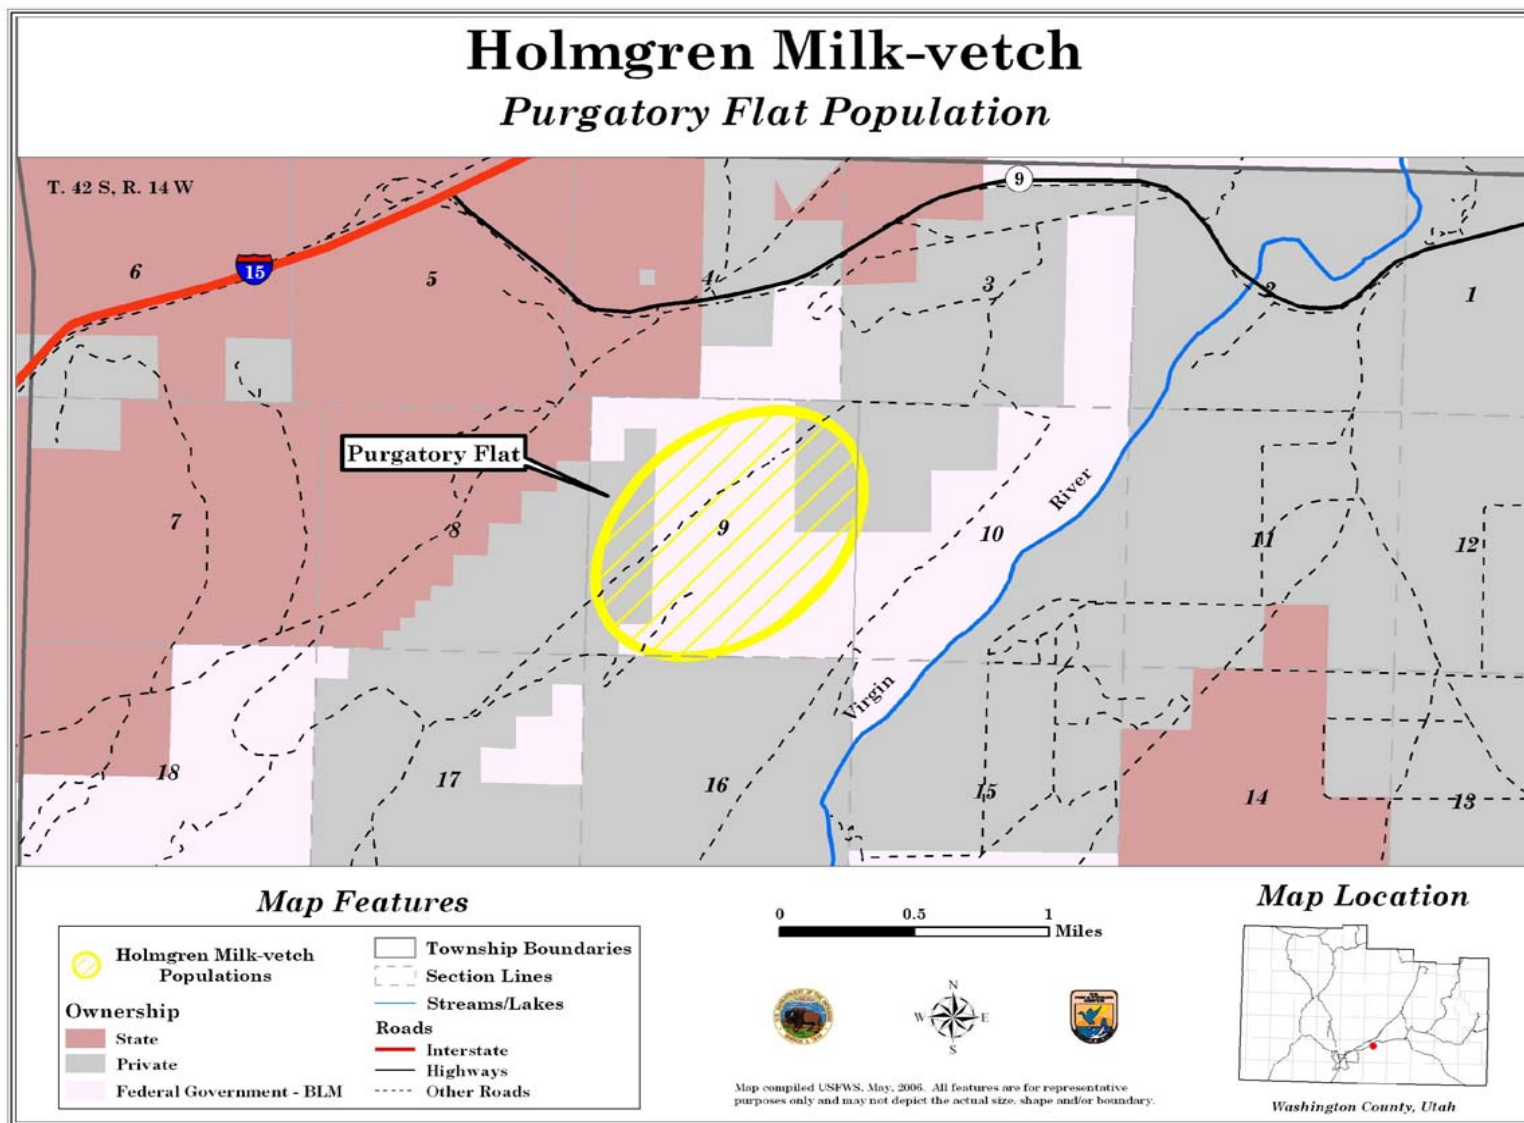 Holmgren Milk-vetch
Purgatory Flat Population
T. 42 S, R. 14 W
9
6
15
5
4
3
2
1
Purgatory Flat
7
8
9
10
River
11
12
Virgin
18
17
16
15
14
13
Map Features
Holmgren Milk-vetch
Populations
Ownership
State
Private
Federal Government - BLM
Township Boundaries
Section Lines
Streams/Lakes
Roads
Interstate
Highways
Other Roads
0 0.5 1
Miles
N
W E
S
Map compiled USFWS, May, 2006. All features are for representative
purposes only and may not depict the actual size, shape and/or boundary.
Map Location
Washington County, Utah